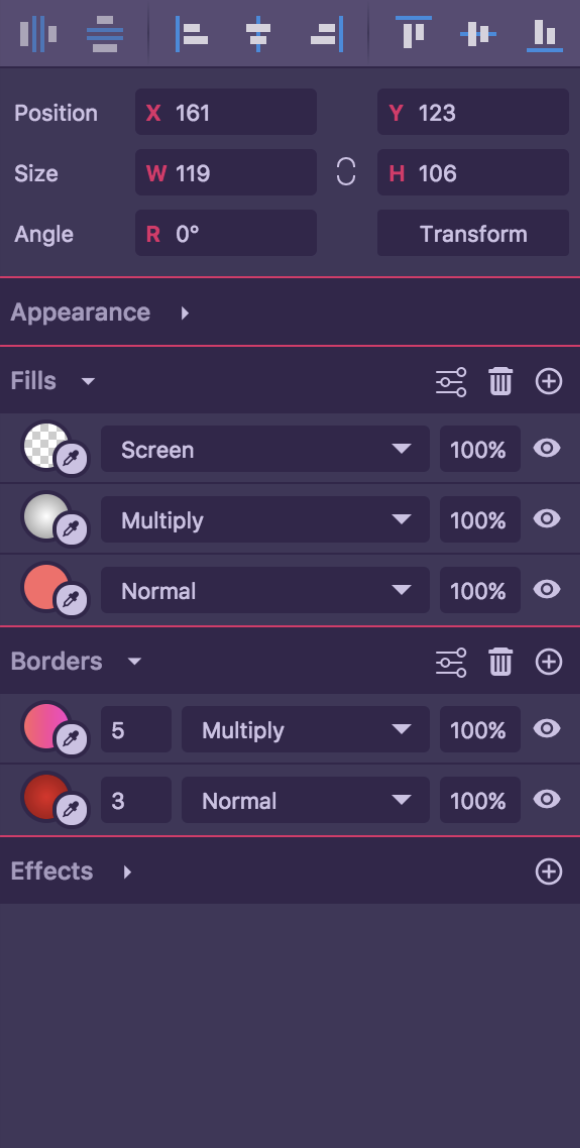 Position X 161 Y 123
Size W 119 H 106
Angle R 0° Transform
Appearance
Fills
Screen 100%
Multiply 100%
Normal 100%
Borders
5 Multiply 100%
3 Normal 100%
Effects